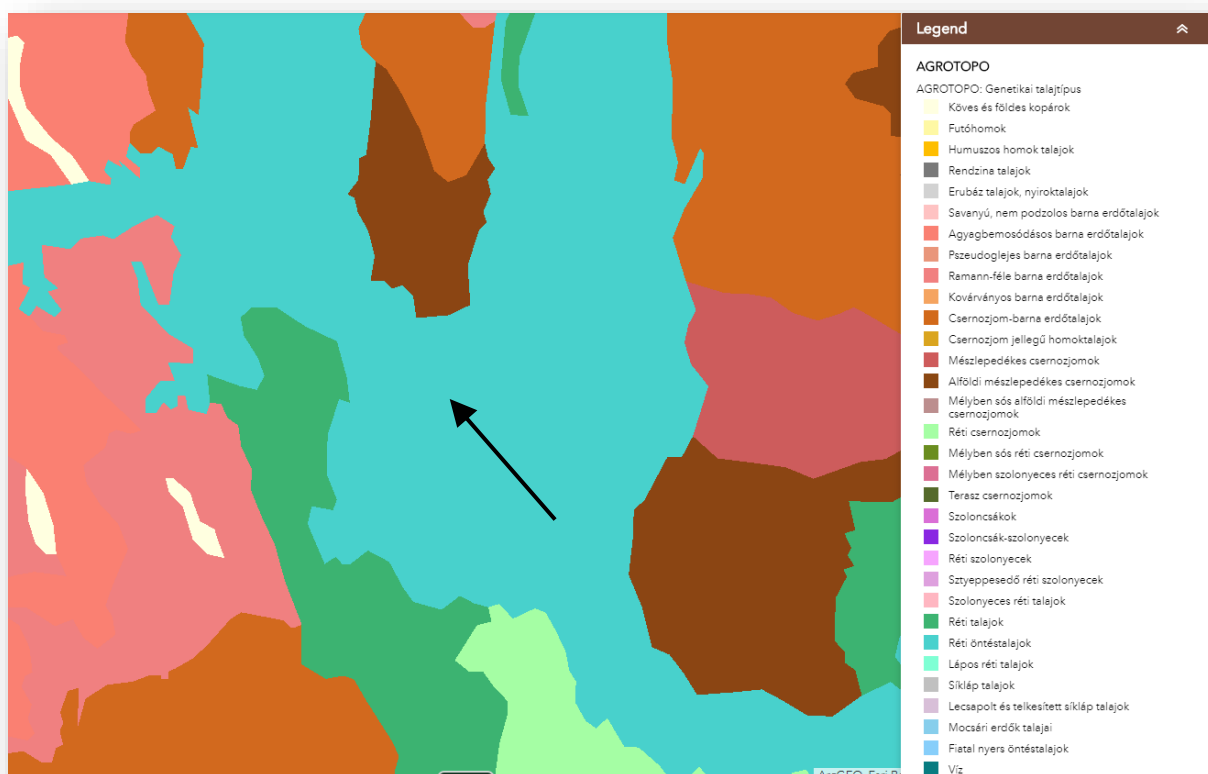 Legend
AGROTOPO
AGROTOPO: Genetikai talajtípus
Köves és földes kopárok
Futóhomok
Humuszos homok talajok
Rendzina talajok
Erubáz talajok, nyiroktalajok
Savanyú, nem podzolos barna erdőtalajok
Agyagbemosódásos barna erdőtalajok
Pszeudoglejes barna erdőtalajok
Ramann-féle barna erdőtalajok
Kovárványos barna erdőtalajok
Csernozjom-barna erdőtalajok
Csernozjom jellegű homoktalajok
Mészlepedékes csernozjomok
Alföldi mészlepedékes csernozjomok
Mélyben sós alföldi mészlepedékes
csernozjomok
Réti csernozjomok
Mélyben sós réti csernozjomok
Mélyben szolonyeces réti csernozjomok
Terasz csernozjomok
Szoloncsákok
Szoloncsák-szolonyecek
Réti szolonyecek
Sztyeppesedő réti szolonyecek
Szolonyeces réti talajok
Réti talajok
Réti öntéstalajok
Lápos réti talajok
Síkláp talajok
Lecsapolt és telkesített síkláp talajok
Mocsári erdők talajai
Fiatal nyers öntéstalajok
Víz